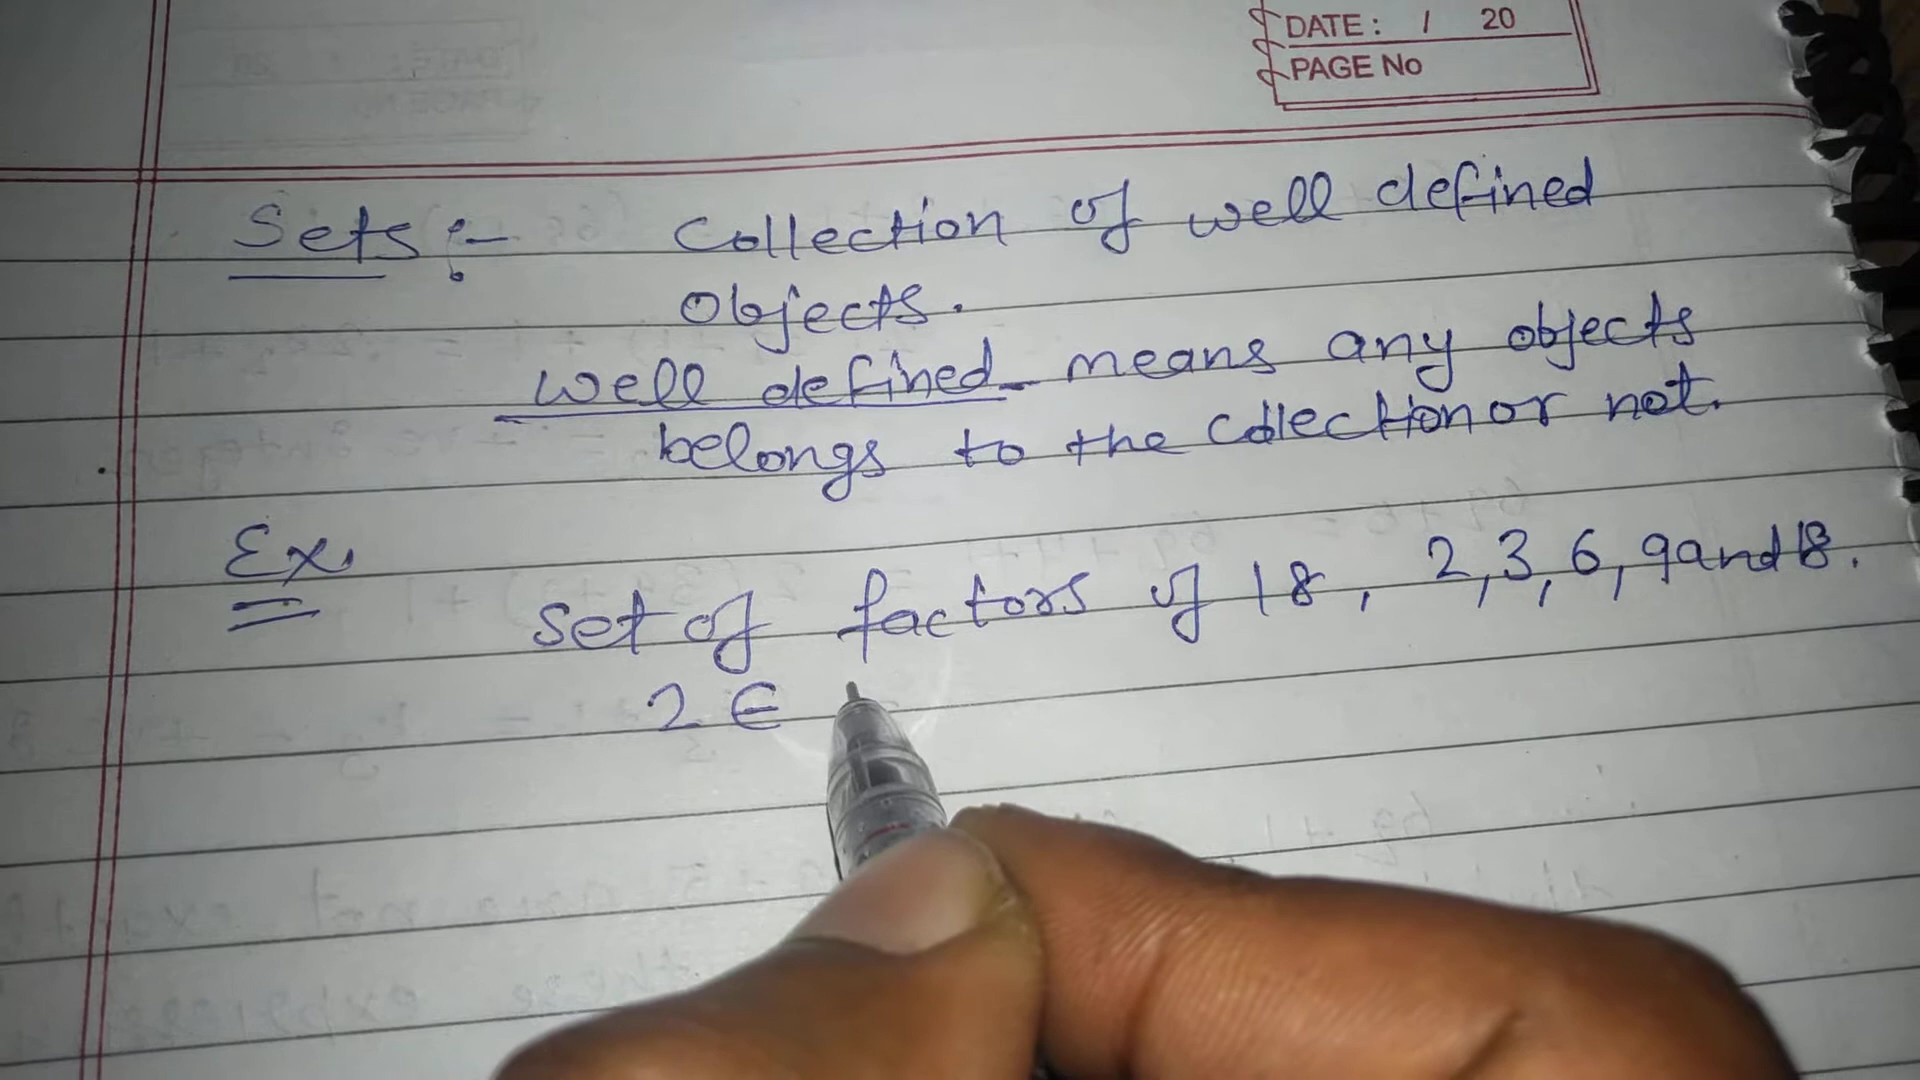 DATE : / 20
PAGE No
Sets :- Collection of well defined
objects.
well defined means any objects
belongs to the collection or not.
Ex.
set of factors of 18, 2, 3, 6, 9 and 18.
2 ∈